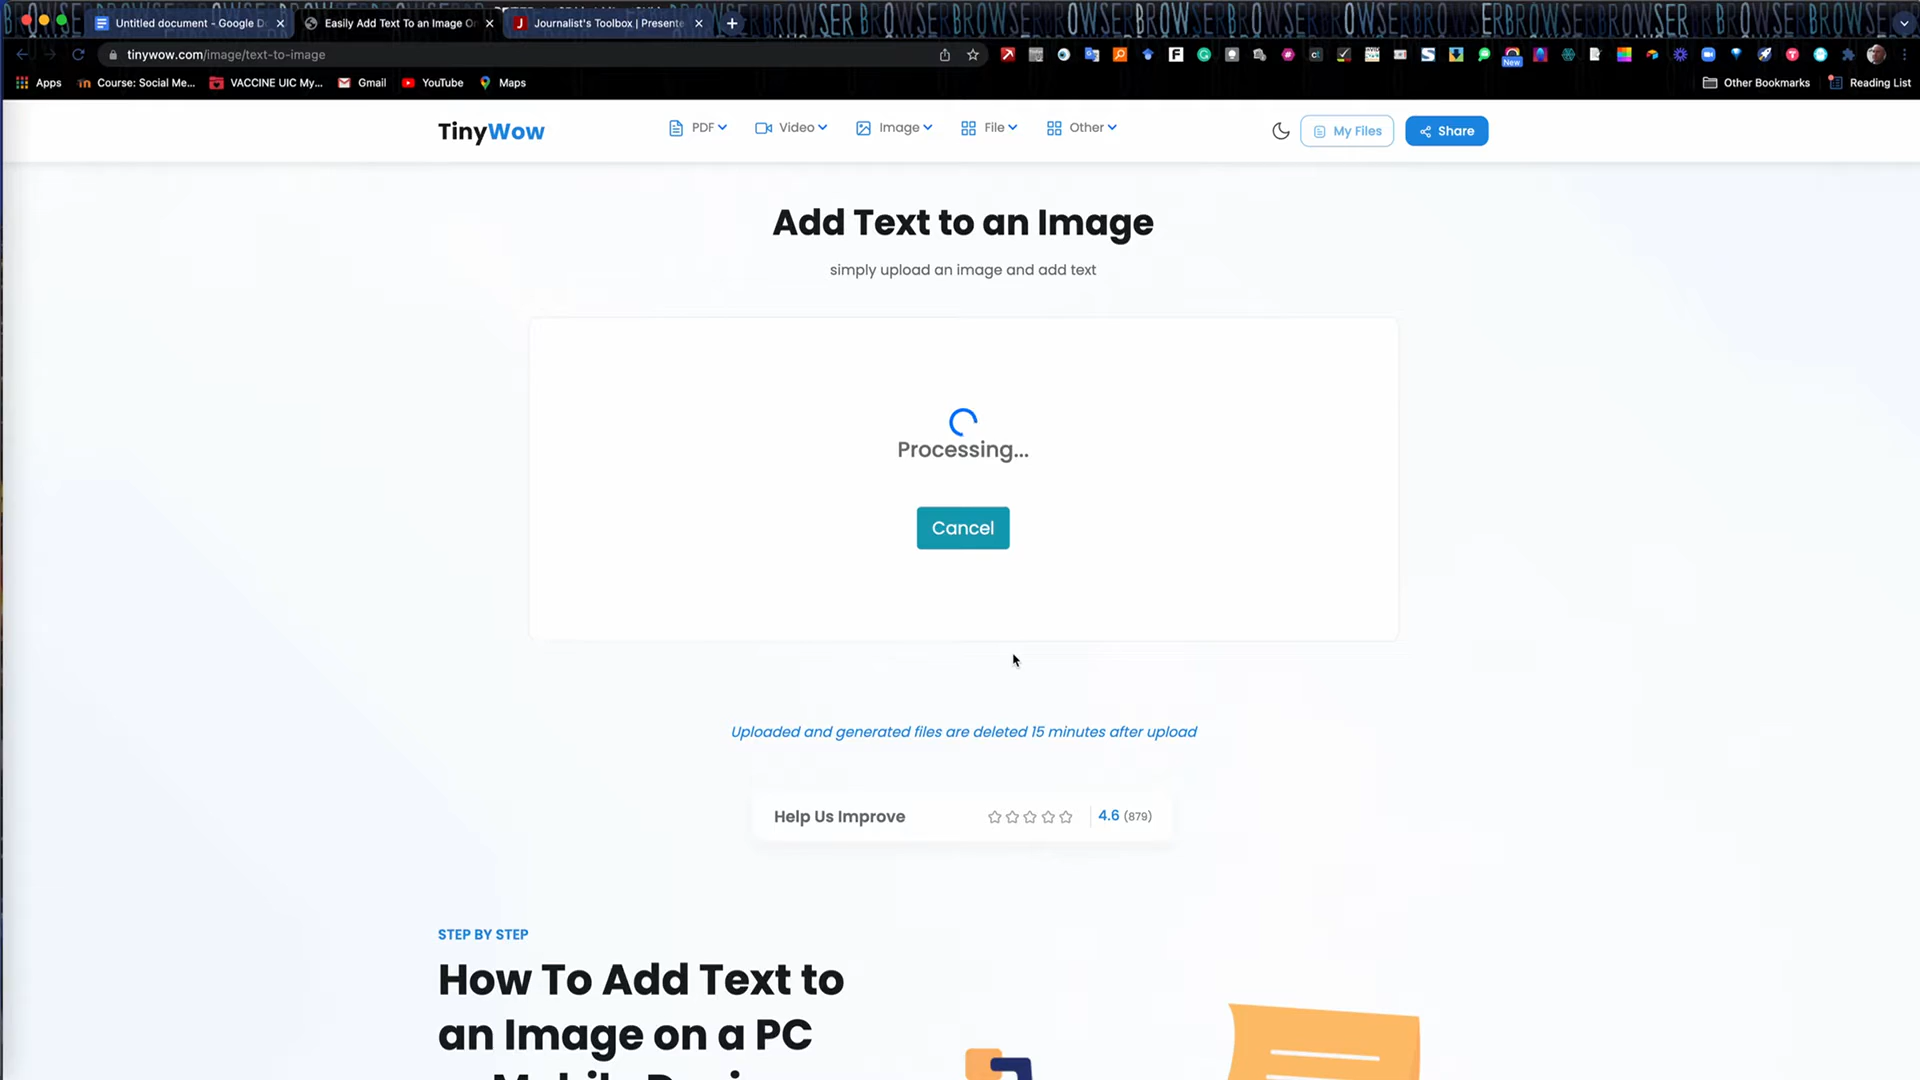 Untitled document - Google D
Easily Add Text To an Image O
Journalist's Toolbox | Presente
tinywow.com/image/text-to-image
New
Apps
Course: Social Me...
VACCINE UIC My...
Gmail
YouTube
Maps
Other Bookmarks
Reading List
TinyWow
PDF
Video
Image
File
Other
My Files
Share
Add Text to an Image
simply upload an image and add text
Processing...
Cancel
Uploaded and generated files are deleted 15 minutes after upload
Help Us Improve
4.6 (879)
STEP BY STEP
How To Add Text to
an Image on a PC